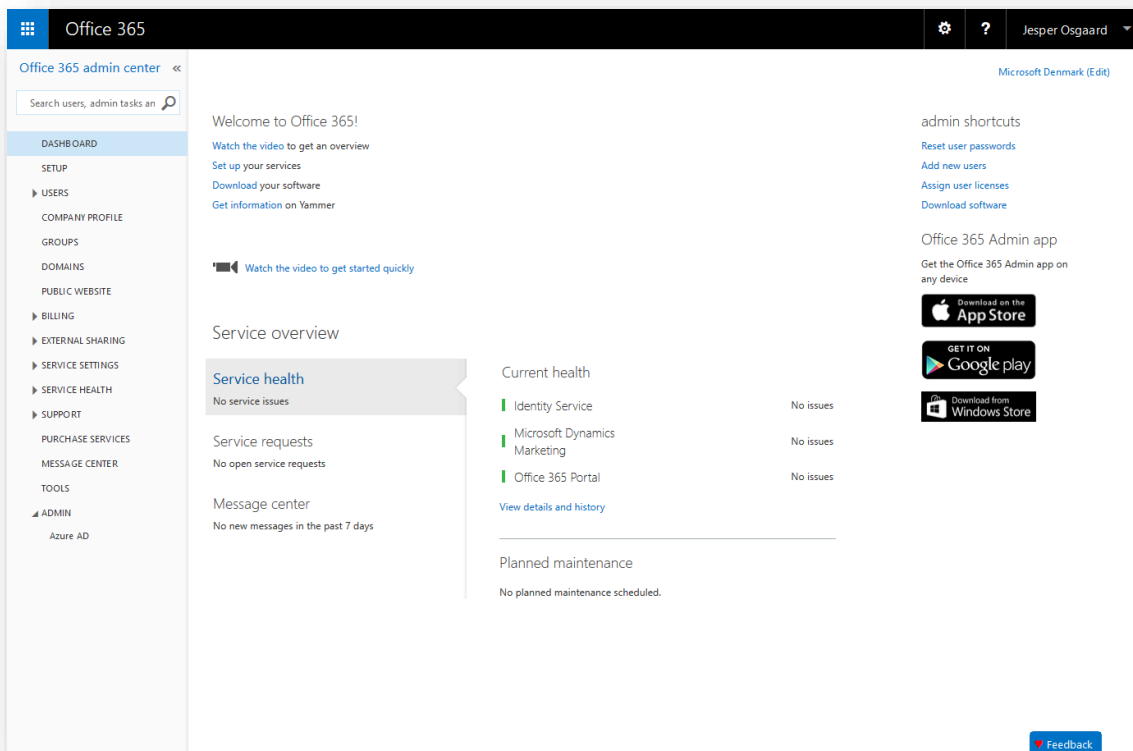 Office 365
?
Jesper Osgaard
Office 365 admin center «
Search users, admin tasks an
DASHBOARD
SETUP
USERS
COMPANY PROFILE
GROUPS
DOMAINS
PUBLIC WEBSITE
BILLING
EXTERNAL SHARING
SERVICE SETTINGS
SERVICE HEALTH
SUPPORT
PURCHASE SERVICES
MESSAGE CENTER
TOOLS
ADMIN
Azure AD
Microsoft Denmark (Edit)
Welcome to Office 365!
Watch the video to get an overview
Set up your services
Download your software
Get information on Yammer
Watch the video to get started quickly
Service overview
Service health
No service issues
Service requests
No open service requests
Message center
No new messages in the past 7 days
Current health
Identity Service No issues
Microsoft Dynamics
Marketing No issues
Office 365 Portal No issues
View details and history
Planned maintenance
No planned maintenance scheduled.
admin shortcuts
Reset user passwords
Add new users
Assign user licenses
Download software
Office 365 Admin app
Get the Office 365 Admin app on
any device
Download on the
App Store
GET IT ON
Google play
Download from
Windows Store
Feedback